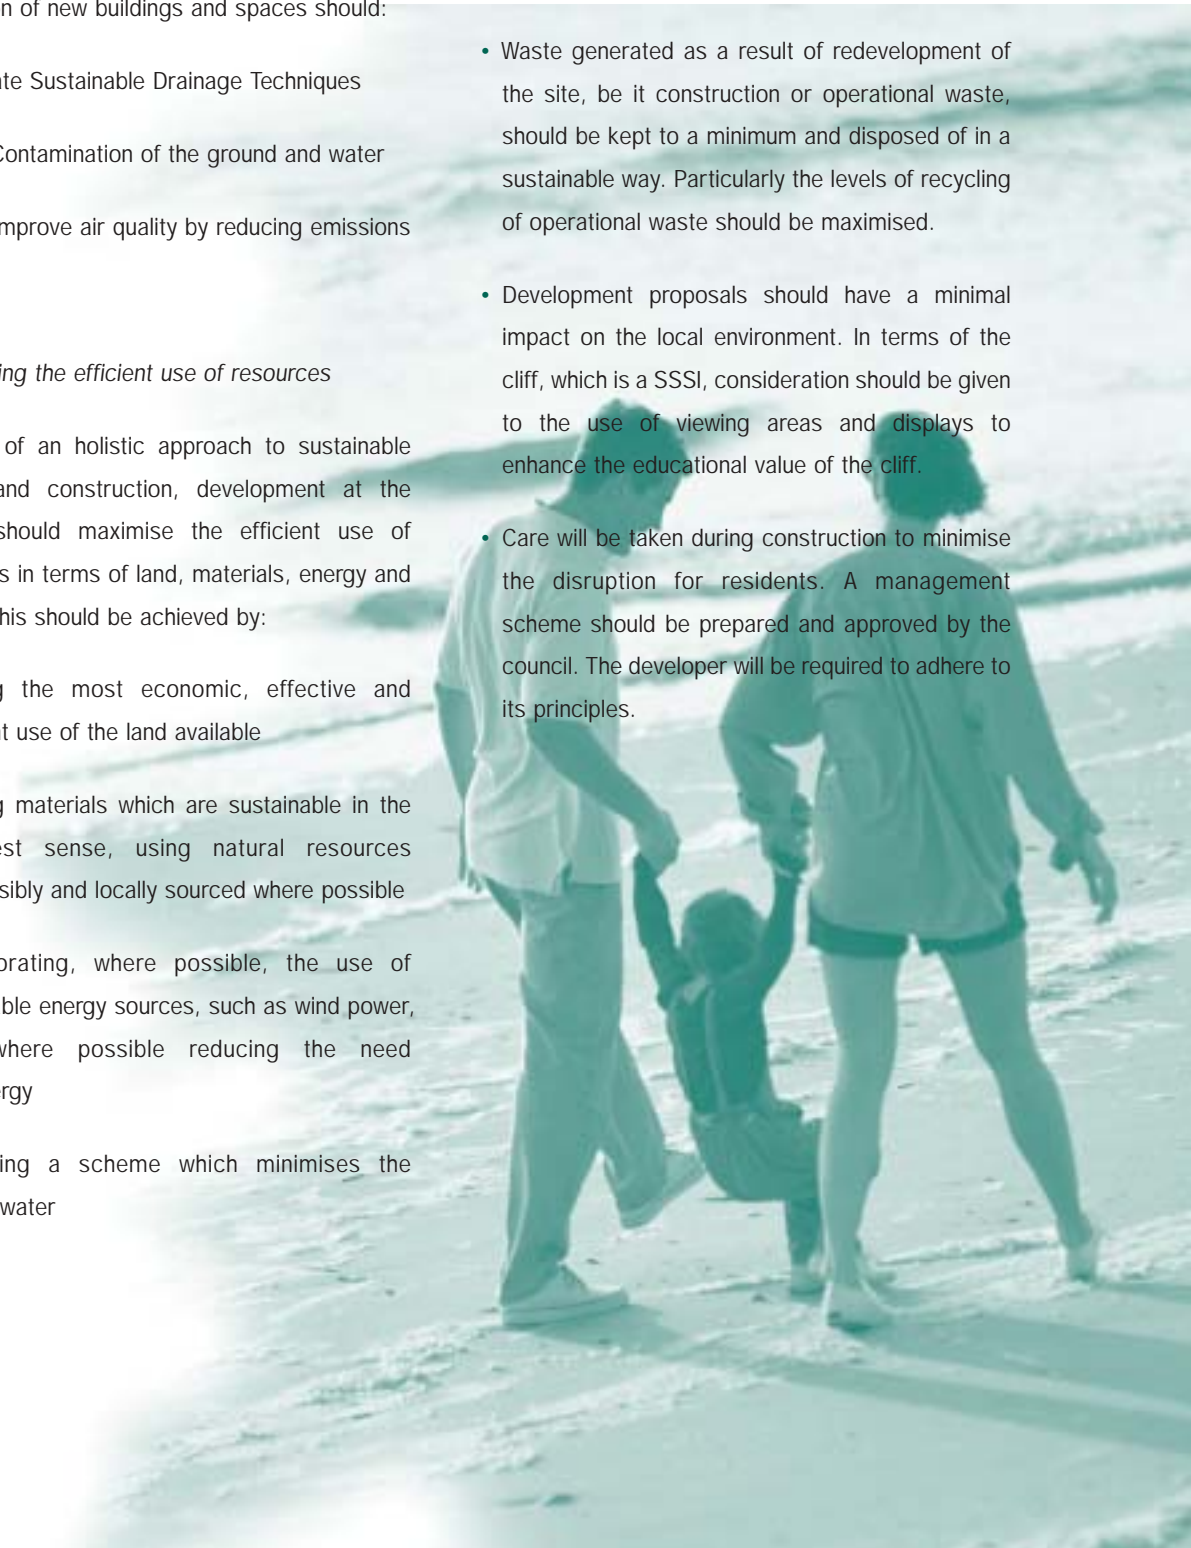 n of new buildings and spaces should:
ate Sustainable Drainage Techniques
Contamination of the ground and water
mprove air quality by reducing emissions
ing the efficient use of resources
of an holistic approach to sustainable
and construction, development at the
should maximise the efficient use of
s in terms of land, materials, energy and
his should be achieved by:
g the most economic, effective and
t use of the land available
g materials which are sustainable in the
est sense, using natural resources
sibly and locally sourced where possible
orating, where possible, the use of
ble energy sources, such as wind power,
where possible reducing the need
ergy
ing a scheme which minimises the
water
• Waste generated as a result of redevelopment of
the site, be it construction or operational waste,
should be kept to a minimum and disposed of in a
sustainable way. Particularly the levels of recycling
of operational waste should be maximised.
• Development proposals should have a minimal
impact on the local environment. In terms of the
cliff, which is a SSSI, consideration should be given
to the use of viewing areas and displays to
enhance the educational value of the cliff.
• Care will be taken during construction to minimise
the disruption for residents. A management
scheme should be prepared and approved by the
council. The developer will be required to adhere to
its principles.